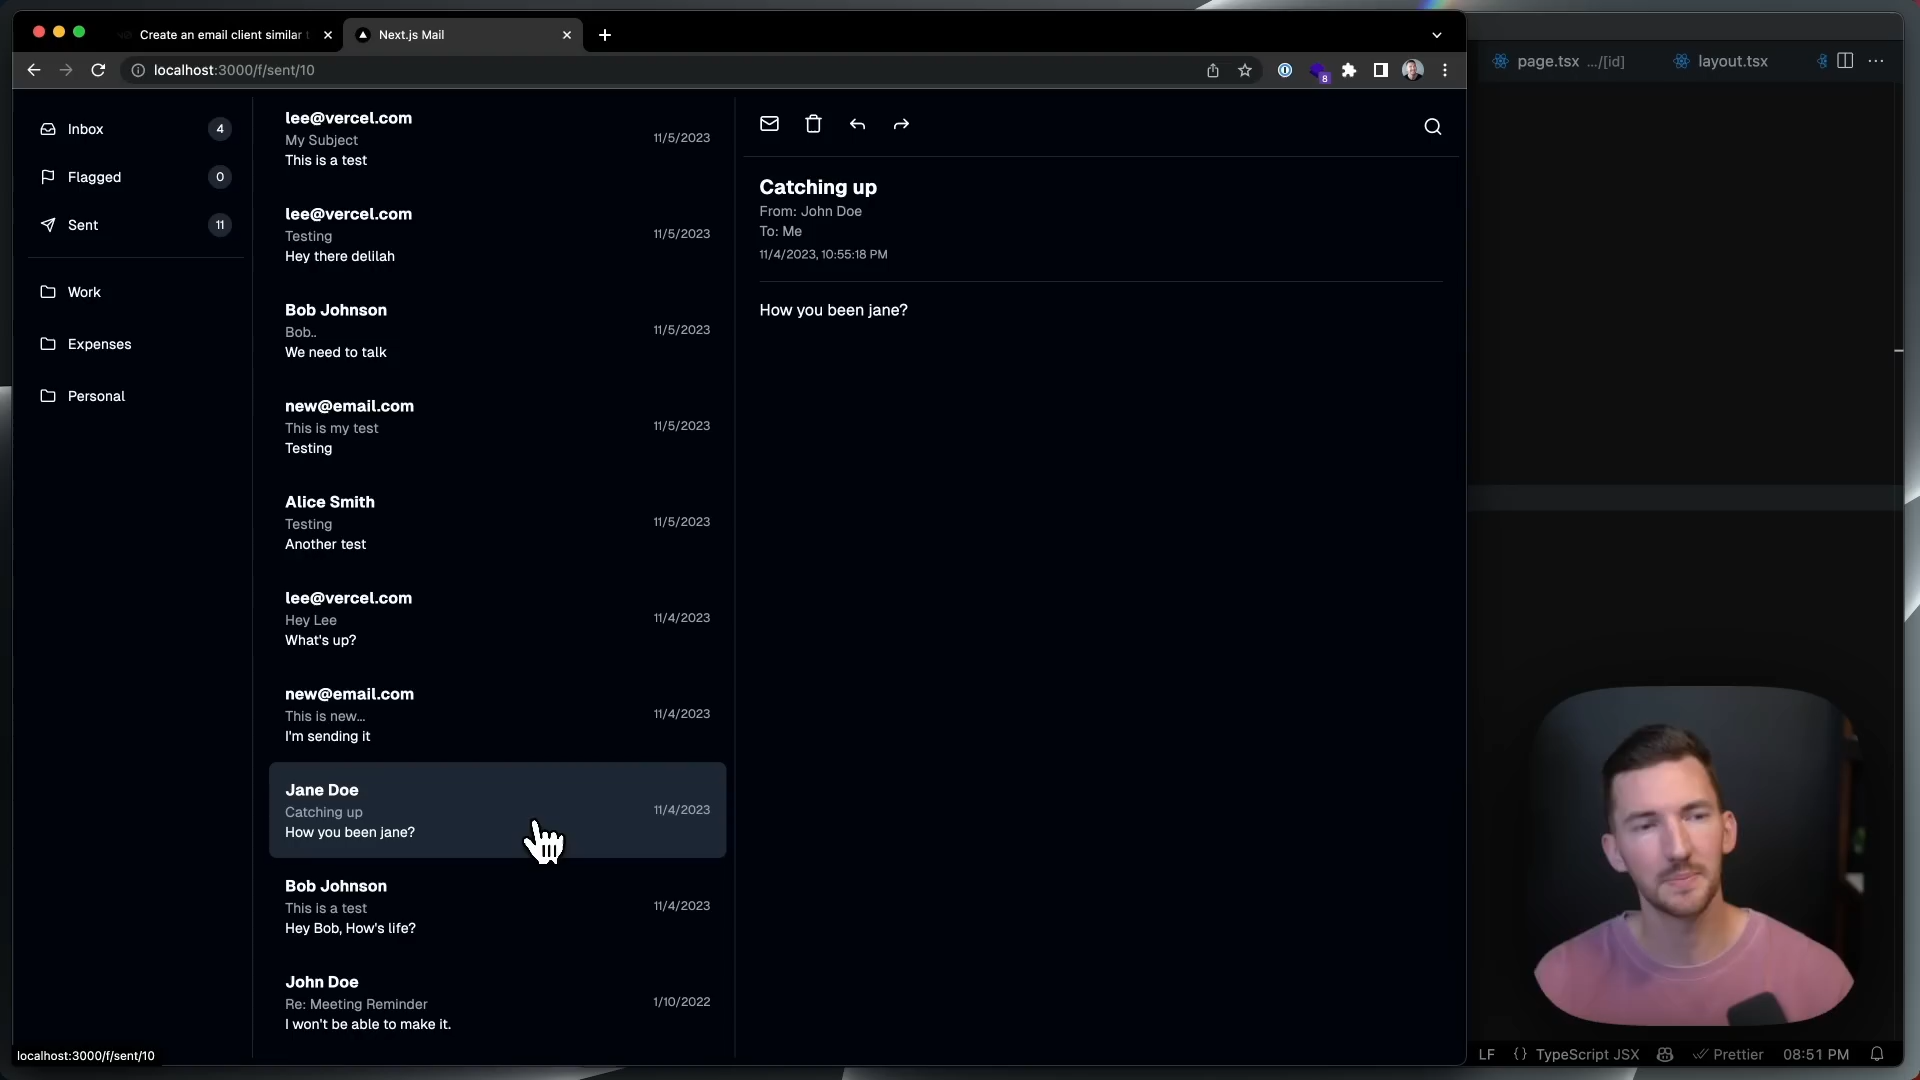 Create an email client similar t
Next.js Mail
localhost:3000/f/sent/10
8
page.tsx .../[id]
layout.tsx
Inbox
4
Flagged
0
Sent
11
Work
Expenses
Personal
lee@vercel.com
My Subject
11/5/2023
This is a test
lee@vercel.com
Testing
11/5/2023
Hey there delilah
Bob Johnson
Bob..
11/5/2023
We need to talk
new@email.com
This is my test
11/5/2023
Testing
Alice Smith
Testing
11/5/2023
Another test
lee@vercel.com
Hey Lee
11/4/2023
What's up?
new@email.com
This is new...
11/4/2023
I'm sending it
Jane Doe
Catching up
11/4/2023
How you been jane?
Bob Johnson
This is a test
11/4/2023
Hey Bob, How's life?
John Doe
Re: Meeting Reminder
1/10/2022
I won't be able to make it.
Catching up
From: John Doe
To: Me
11/4/2023, 10:55:18 PM
How you been jane?
localhost:3000/f/sent/10
LF {} TypeScript JSX Prettier 08:51 PM